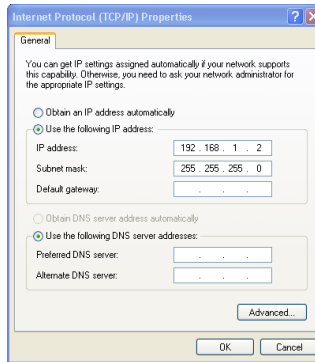 Internet Protocol (TCP/IP) Properties
General
You can get IP settings assigned automatically if your network supports
this capability. Otherwise, you need to ask your network administrator for
the appropriate IP settings.
Obtain an IP address automatically
Use the following IP address:
IP address: 192 . 168 . 1 . 2
Subnet mask: 255 . 255 . 255 . 0
Default gateway: . . .
Obtain DNS server address automatically
Use the following DNS server addresses:
Preferred DNS server: . . .
Alternate DNS server: . . .
Advanced...
OK Cancel